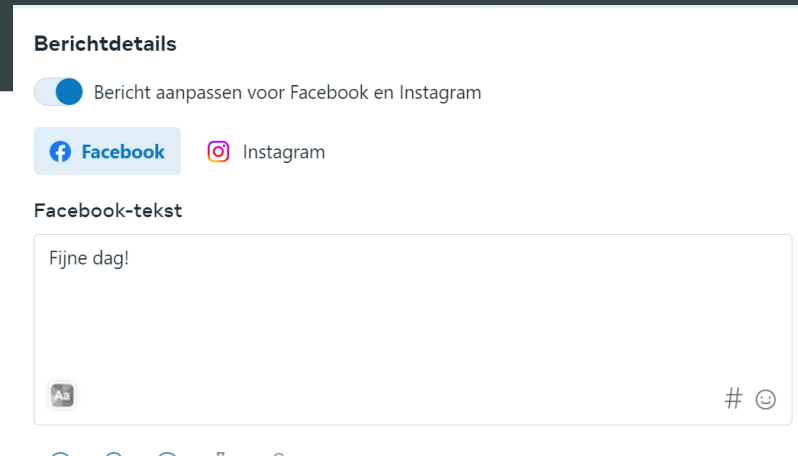 Berichtdetails
Bericht aanpassen voor Facebook en Instagram
Facebook
Instagram
Facebook-tekst
Fijne dag!
Aa
#